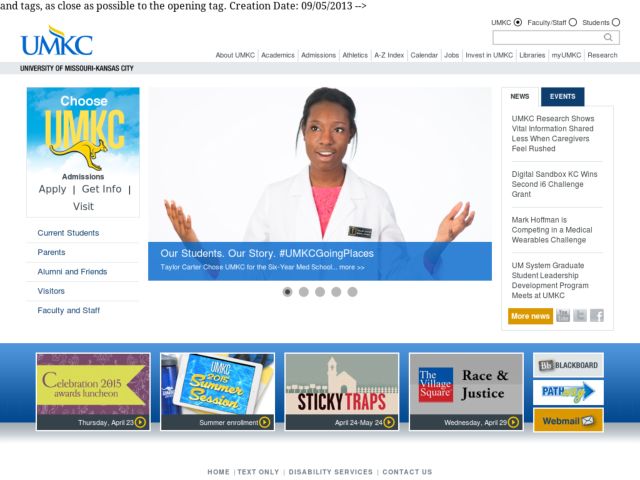 and tags, as close as possible to the opening tag. Creation Date: 09/05/2013 -->
UMKC Faculty/Staff Students
UMKC
About UMKC Academics Admissions Athletics A-Z Index Calendar Jobs Invest in UMKC Libraries myUMKC Research
UNIVERSITY OF MISSOURI-KANSAS CITY
Choose
UMKC
Admissions
Apply | Get Info |
Visit
Current Students
Parents
Alumni and Friends
Visitors
Faculty and Staff
Our Students. Our Story. #UMKCGoingPlaces
Taylor Carter Chose UMKC for the Six-Year Med School... more >>
NEWS EVENTS
UMKC Research Shows
Vital Information Shared
Less When Caregivers
Feel Rushed
Digital Sandbox KC Wins
Second i6 Challenge
Grant
Mark Hoffman is
Competing in a Medical
Wearables Challenge
UM System Graduate
Student Leadership
Development Program
Meets at UMKC
More news
Celebration 2015
awards luncheon
Thursday, April 23
UMKC
2015
Summer
Session
Summer enrollment
STICKY TRAPS
April 24-May 24
The
Village
Square
Race &
Justice
Wednesday, April 29
Bb BLACKBOARD
PATHway
Webmail
HOME | TEXT ONLY | DISABILITY SERVICES | CONTACT US